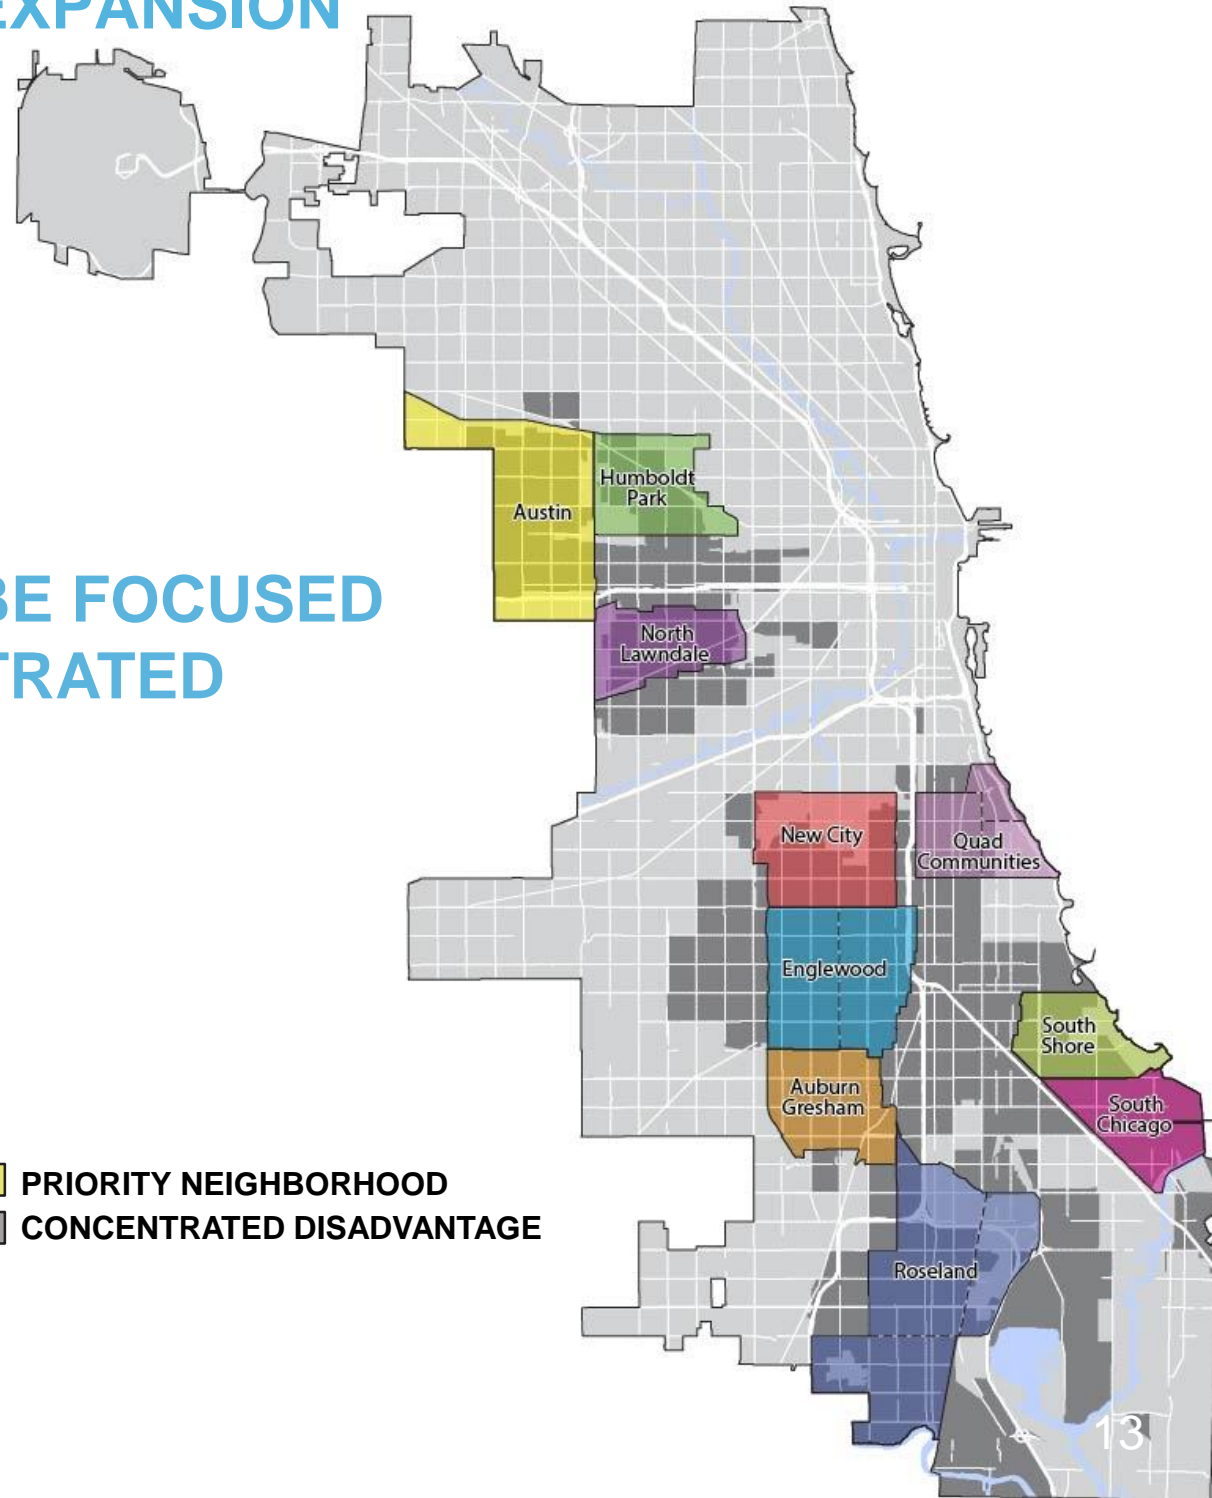 EXPANSION
BE FOCUSED
TRATED
Humboldt
Park
Austin
North
Lawndale
New City
Quad
Communities
Englewood
South
Shore
Auburn
Gresham
South
Chicago
Roseland
PRIORITY NEIGHBORHOOD
CONCENTRATED DISADVANTAGE
13